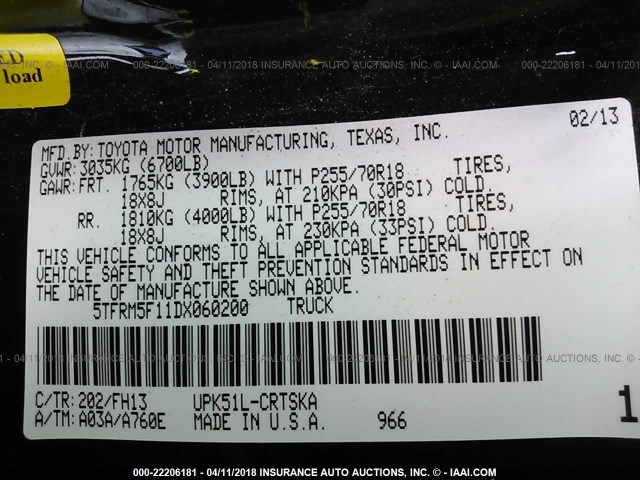 000-22206181 - 04/11/2018 INSURANCE AUTO AUCTIONS, INC. - IAAI.COM
load
02/13
MFD.BY:TOYOTA MOTOR MANUFACTURING, TEXAS, INC.
GVWR:3035KG (6700LB)
GAWR:FRT. 1765KG (3900LB) WITH P255/70R18 TIRES,
18X8J RIMS, AT 210KPA (30PSI) COLD.
RR. 1810KG (4000LB) WITH P255/70R18 TIRES,
18X8J RIMS, AT 230KPA (33PSI) COLD.
THIS VEHICLE CONFORMS TO ALL APPLICABLE FEDERAL MOTOR
VEHICLE SAFETY AND THEFT PREVENTION STANDARDS IN EFFECT ON
THE DATE OF MANUFACTURE SHOWN ABOVE.
5TFRM5F11DX060200 TRUCK
C/TR:202/FH13 UPK51L-CRTSKA
A/TM:A03A/A760E MADE IN U.S.A. 966
1
000-22206181 - 04/11/2018 INSURANCE AUTO AUCTIONS, INC. - IAAI.COM